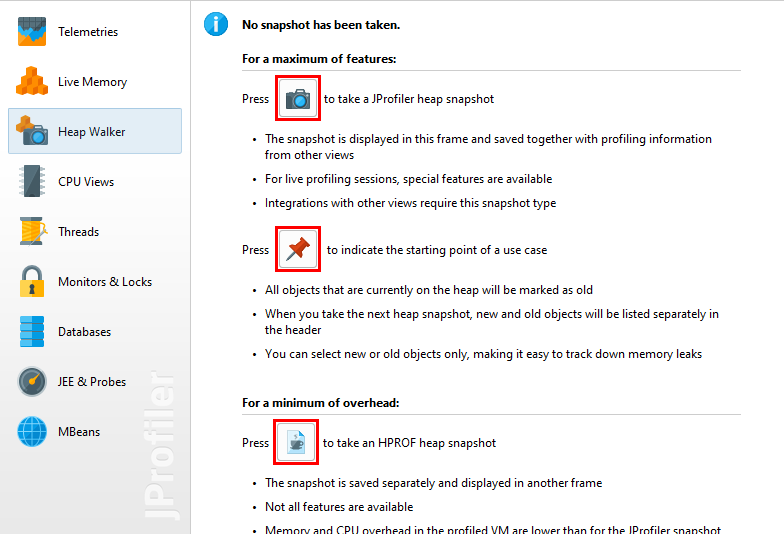 Telemetries
Live Memory
Heap Walker
CPU Views
Threads
Monitors & Locks
Databases
JEE & Probes
MBeans
JProfiler
No snapshot has been taken.
For a maximum of features:
Press to take a JProfiler heap snapshot
• The snapshot is displayed in this frame and saved together with profiling information
from other views
• For live profiling sessions, special features are available
• Integrations with other views require this snapshot type
Press to indicate the starting point of a use case
• All objects that are currently on the heap will be marked as old
• When you take the next heap snapshot, new and old objects will be listed separately in
the header
• You can select new or old objects only, making it easy to track down memory leaks
For a minimum of overhead:
Press to take an HPROF heap snapshot
• The snapshot is saved separately and displayed in another frame
• Not all features are available
• Memory and CPU overhead in the profiled VM are lower than for the JProfiler snapshot